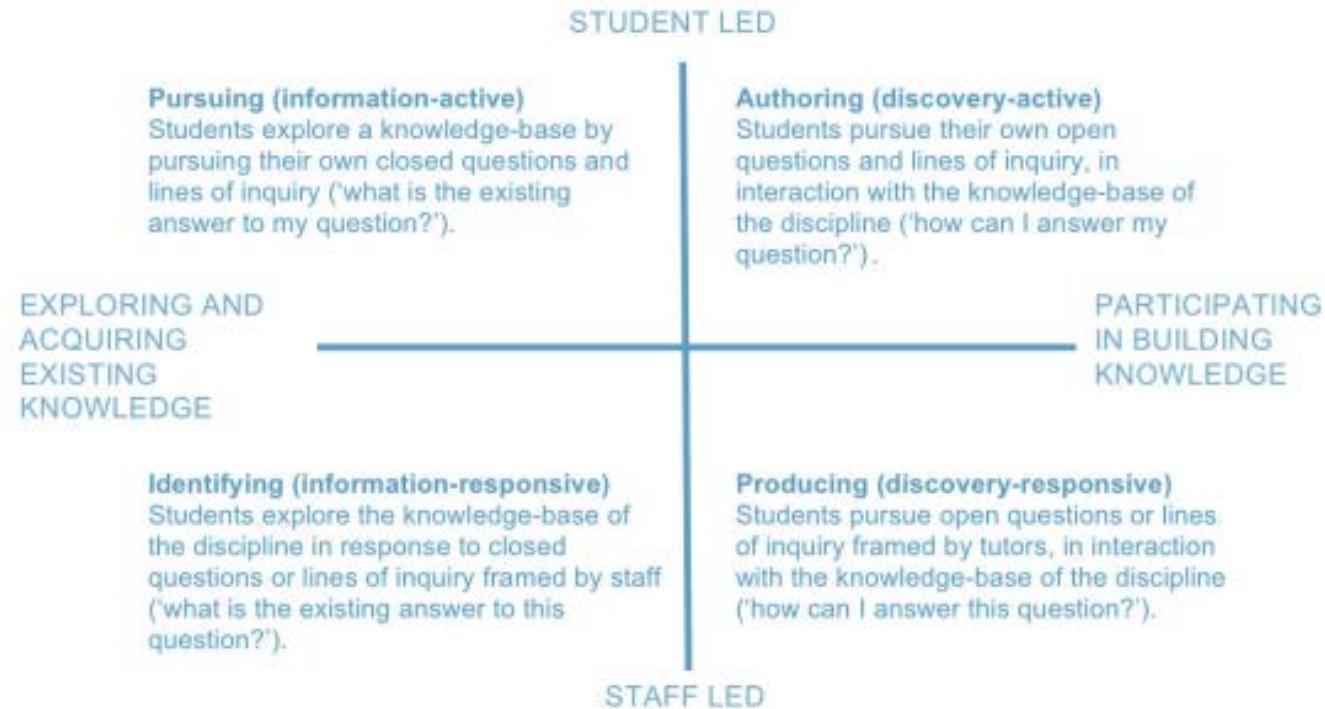 STUDENT LED
Pursuing (information-active)
Students explore a knowledge-base by
pursuing their own closed questions and
lines of inquiry (‘what is the existing
answer to my question?’).
Authoring (discovery-active)
Students pursue their own open
questions and lines of inquiry, in
interaction with the knowledge-base of
the discipline (‘how can I answer my
question?’).
EXPLORING AND
ACQUIRING
EXISTING
KNOWLEDGE
PARTICIPATING
IN BUILDING
KNOWLEDGE
Identifying (information-responsive)
Students explore the knowledge-base of
the discipline in response to closed
questions or lines of inquiry framed by staff
(‘what is the existing answer to this
question?’).
Producing (discovery-responsive)
Students pursue open questions or lines
of inquiry framed by tutors, in interaction
with the knowledge-base of the discipline
(‘how can I answer this question?’).
STAFF LED